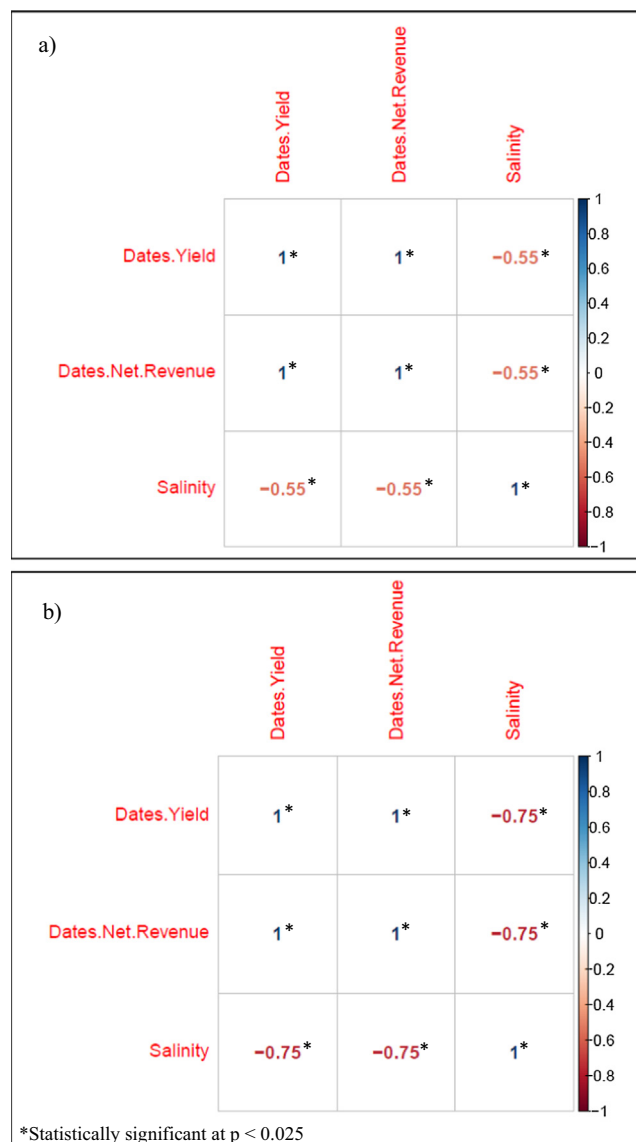 a)
Dates.Yield
Dates.Net.Revenue
Salinity
Dates.Yield 1* 1* −0.55*
Dates.Net.Revenue 1* 1* −0.55*
Salinity −0.55* −0.55* 1*
1
0.8
0.6
0.4
0.2
0
−0.2
−0.4
−0.6
−0.8
−1
b)
Dates.Yield
Dates.Net.Revenue
Salinity
Dates.Yield 1* 1* −0.75*
Dates.Net.Revenue 1* 1* −0.75*
Salinity −0.75* −0.75* 1*
1
0.8
0.6
0.4
0.2
0
−0.2
−0.4
−0.6
−0.8
−1
*Statistically significant at p < 0.025